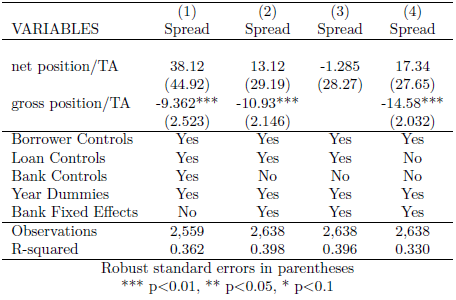 (1) (2) (3) (4)
VARIABLES Spread Spread Spread Spread
net position/TA 38.12 13.12 -1.285 17.34
(44.92) (29.19) (28.27) (27.65)
gross position/TA -9.362*** -10.93*** -14.58***
(2.523) (2.146) (2.032)
Borrower Controls Yes Yes Yes Yes
Loan Controls Yes Yes Yes No
Bank Controls Yes No No No
Year Dummies Yes Yes Yes Yes
Bank Fixed Effects No Yes Yes Yes
Observations 2,559 2,638 2,638 2,638
R-squared 0.362 0.398 0.396 0.330
Robust standard errors in parentheses
*** p<0.01, ** p<0.05, * p<0.1